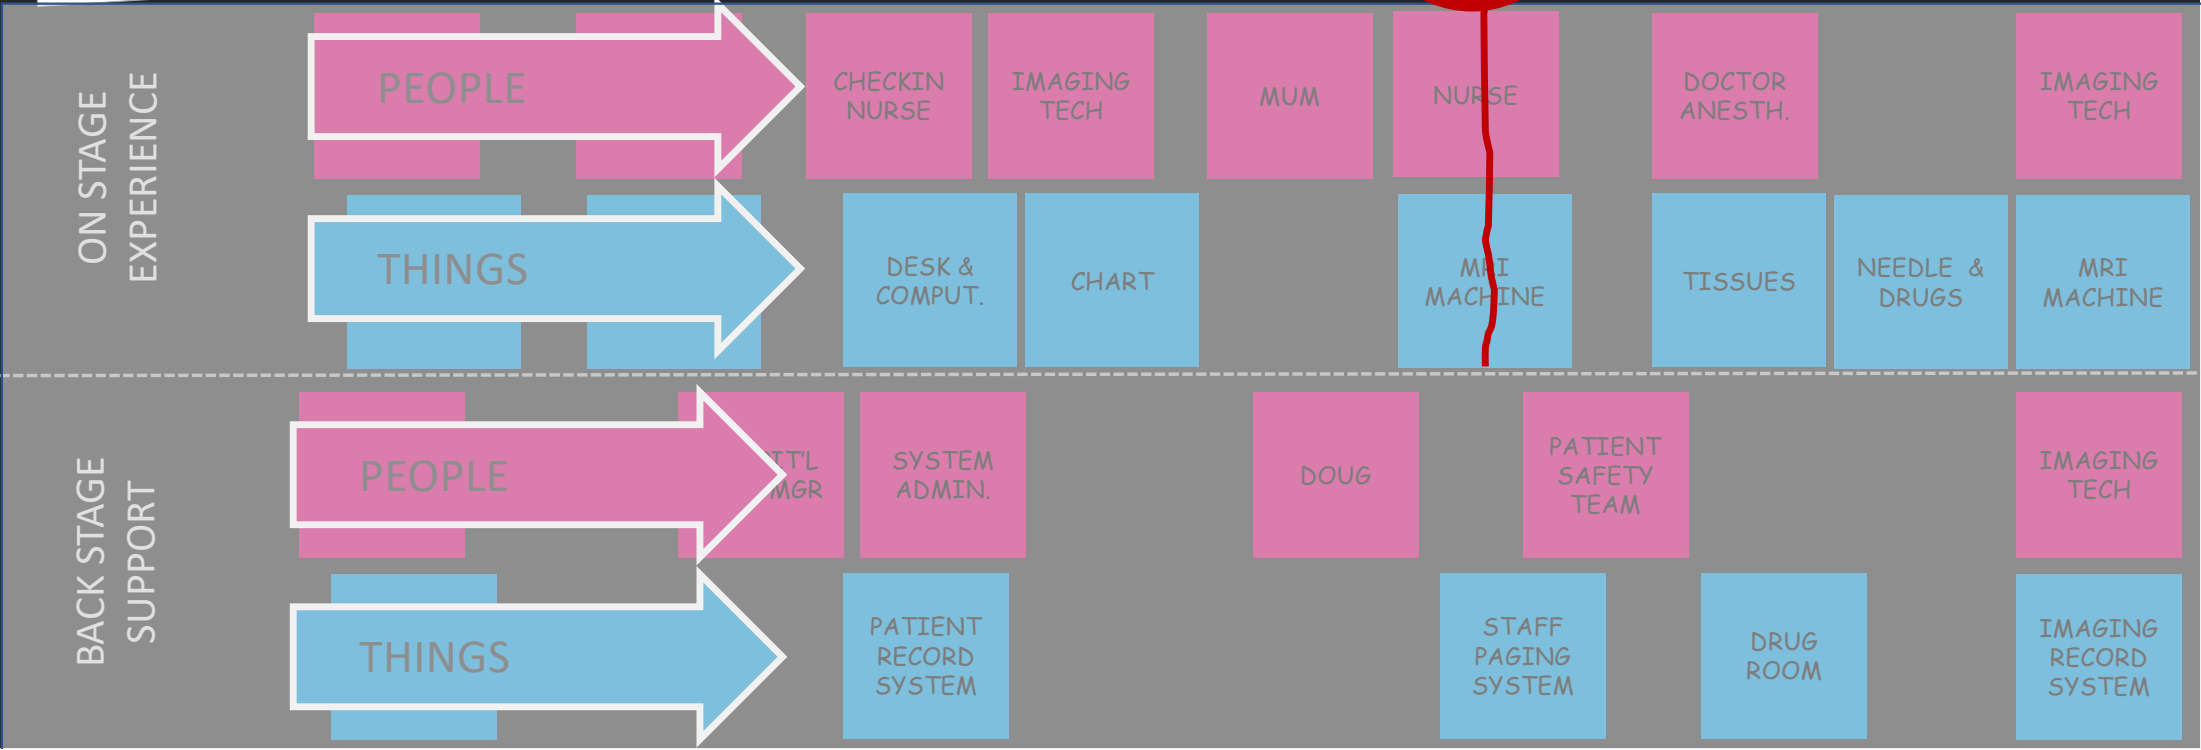 ON STAGE
EXPERIENCE
PEOPLE
CHECKIN
NURSE
IMAGING
TECH
MUM
NURSE
DOCTOR
ANESTH.
IMAGING
TECH
THINGS
DESK &
COMPUT.
CHART
MRI
MACHINE
TISSUES
NEEDLE &
DRUGS
MRI
MACHINE
BACK STAGE
SUPPORT
PEOPLE
IT'L
MGR
SYSTEM
ADMIN.
DOUG
PATIENT
SAFETY
TEAM
IMAGING
TECH
THINGS
PATIENT
RECORD
SYSTEM
STAFF
PAGING
SYSTEM
DRUG
ROOM
IMAGING
RECORD
SYSTEM